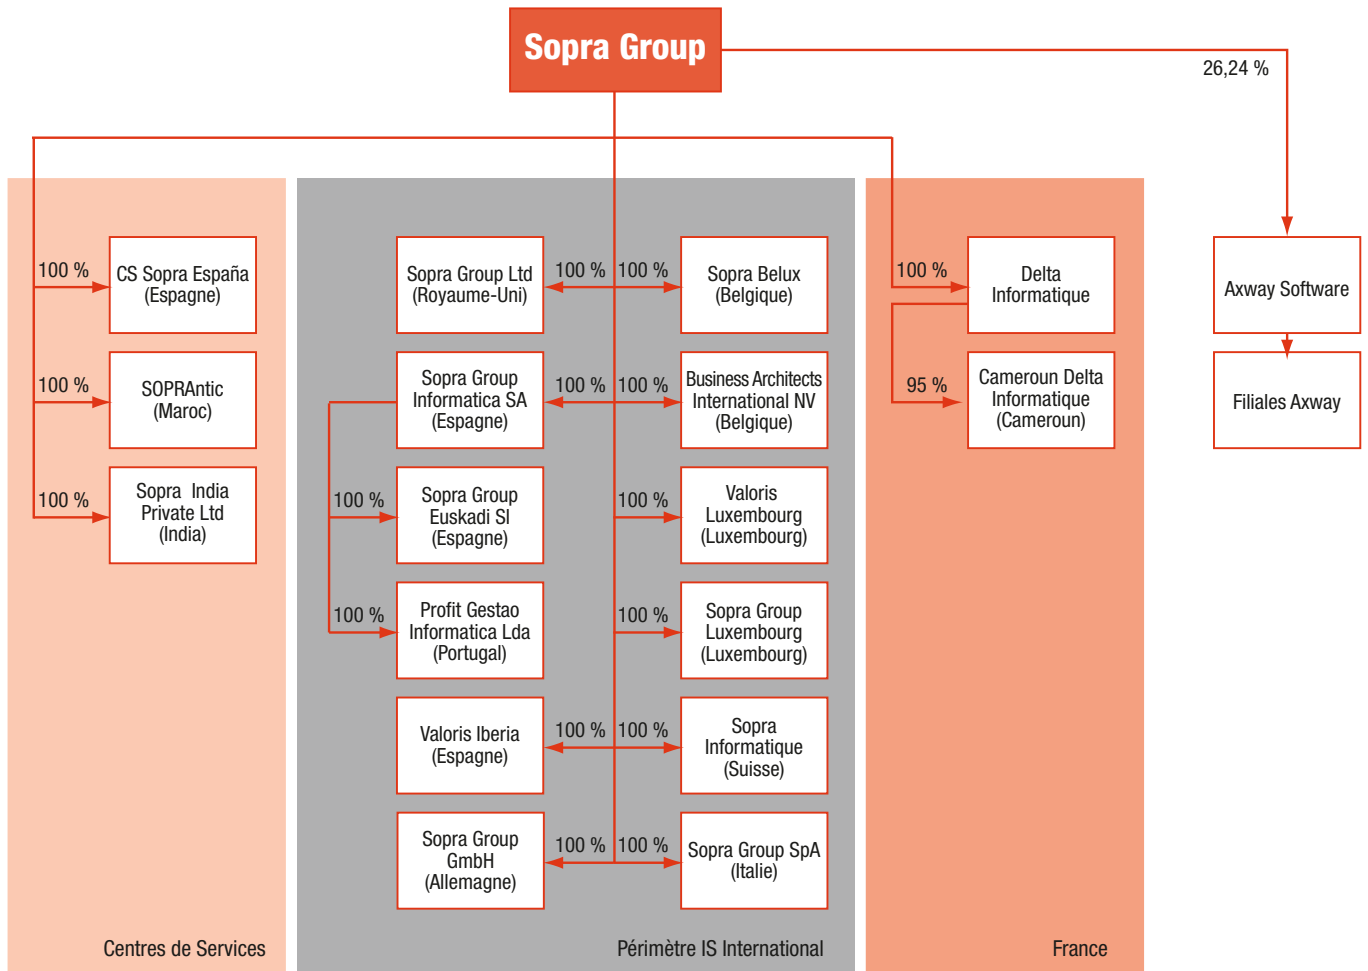 Sopra Group
26,24 %
100 %
CS Sopra España
(Espagne)
100 %
SOPRAntic
(Maroc)
100 %
Sopra India
Private Ltd
(India)
Centres de Services
Sopra Group Ltd
(Royaume-Uni)
100 %
100 %
Sopra Belux
(Belgique)
Sopra Group
Informatica SA
(Espagne)
100 %
100 %
Business Architects
International NV
(Belgique)
100 %
Sopra Group
Euskadi Sl
(Espagne)
100 %
Valoris
Luxembourg
(Luxembourg)
100 %
Profit Gestao
Informatica Lda
(Portugal)
100 %
Sopra Group
Luxembourg
(Luxembourg)
Valoris Iberia
(Espagne)
100 %
100 %
Sopra
Informatique
(Suisse)
Sopra Group
GmbH
(Allemagne)
100 %
100 %
Sopra Group SpA
(Italie)
Périmètre IS International
100 %
Delta
Informatique
95 %
Cameroun Delta
Informatique
(Cameroun)
France
Axway Software
Filiales Axway